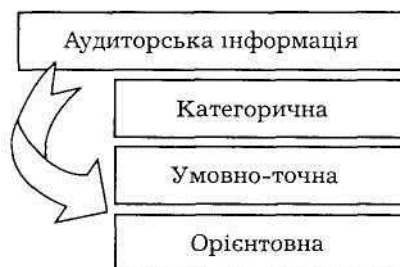 Аудиторська інформація
Категорична
Умовно-точна
Орієнтовна